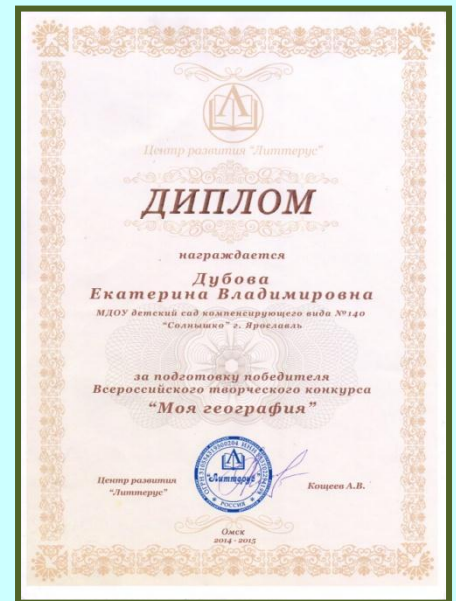 Л
Центр развития "Литтерус"
ДИПЛОМ
награждается
Дубова
Екатерина Владимировна
МДОУ детский сад компенсирующего вида №140
"Солнышко" г. Ярославль
за подготовку победителя
Всероссийского творческого конкурса
"Моя география"
Центр развития
"Литтерус"
Литтерус
РОССИЯ
Кощеев А.В.
Омск
2014 - 2015